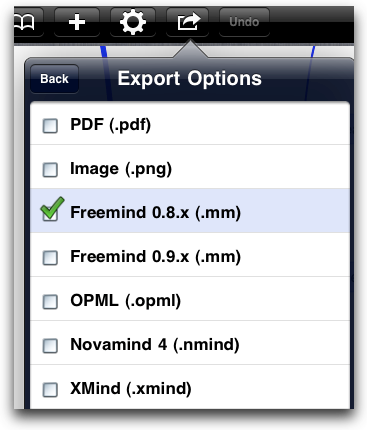 Undo
Back
Export Options
PDF (.pdf)
Image (.png)
Freemind 0.8.x (.mm)
Freemind 0.9.x (.mm)
OPML (.opml)
Novamind 4 (.nmind)
XMind (.xmind)